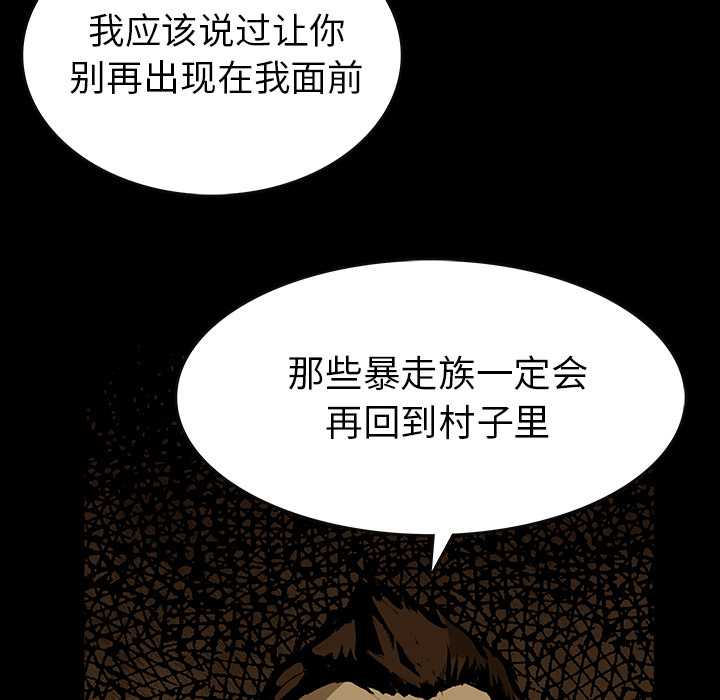 我应该说过让你
别再出现在我面前
那些暴走族一定会
再回到村子里